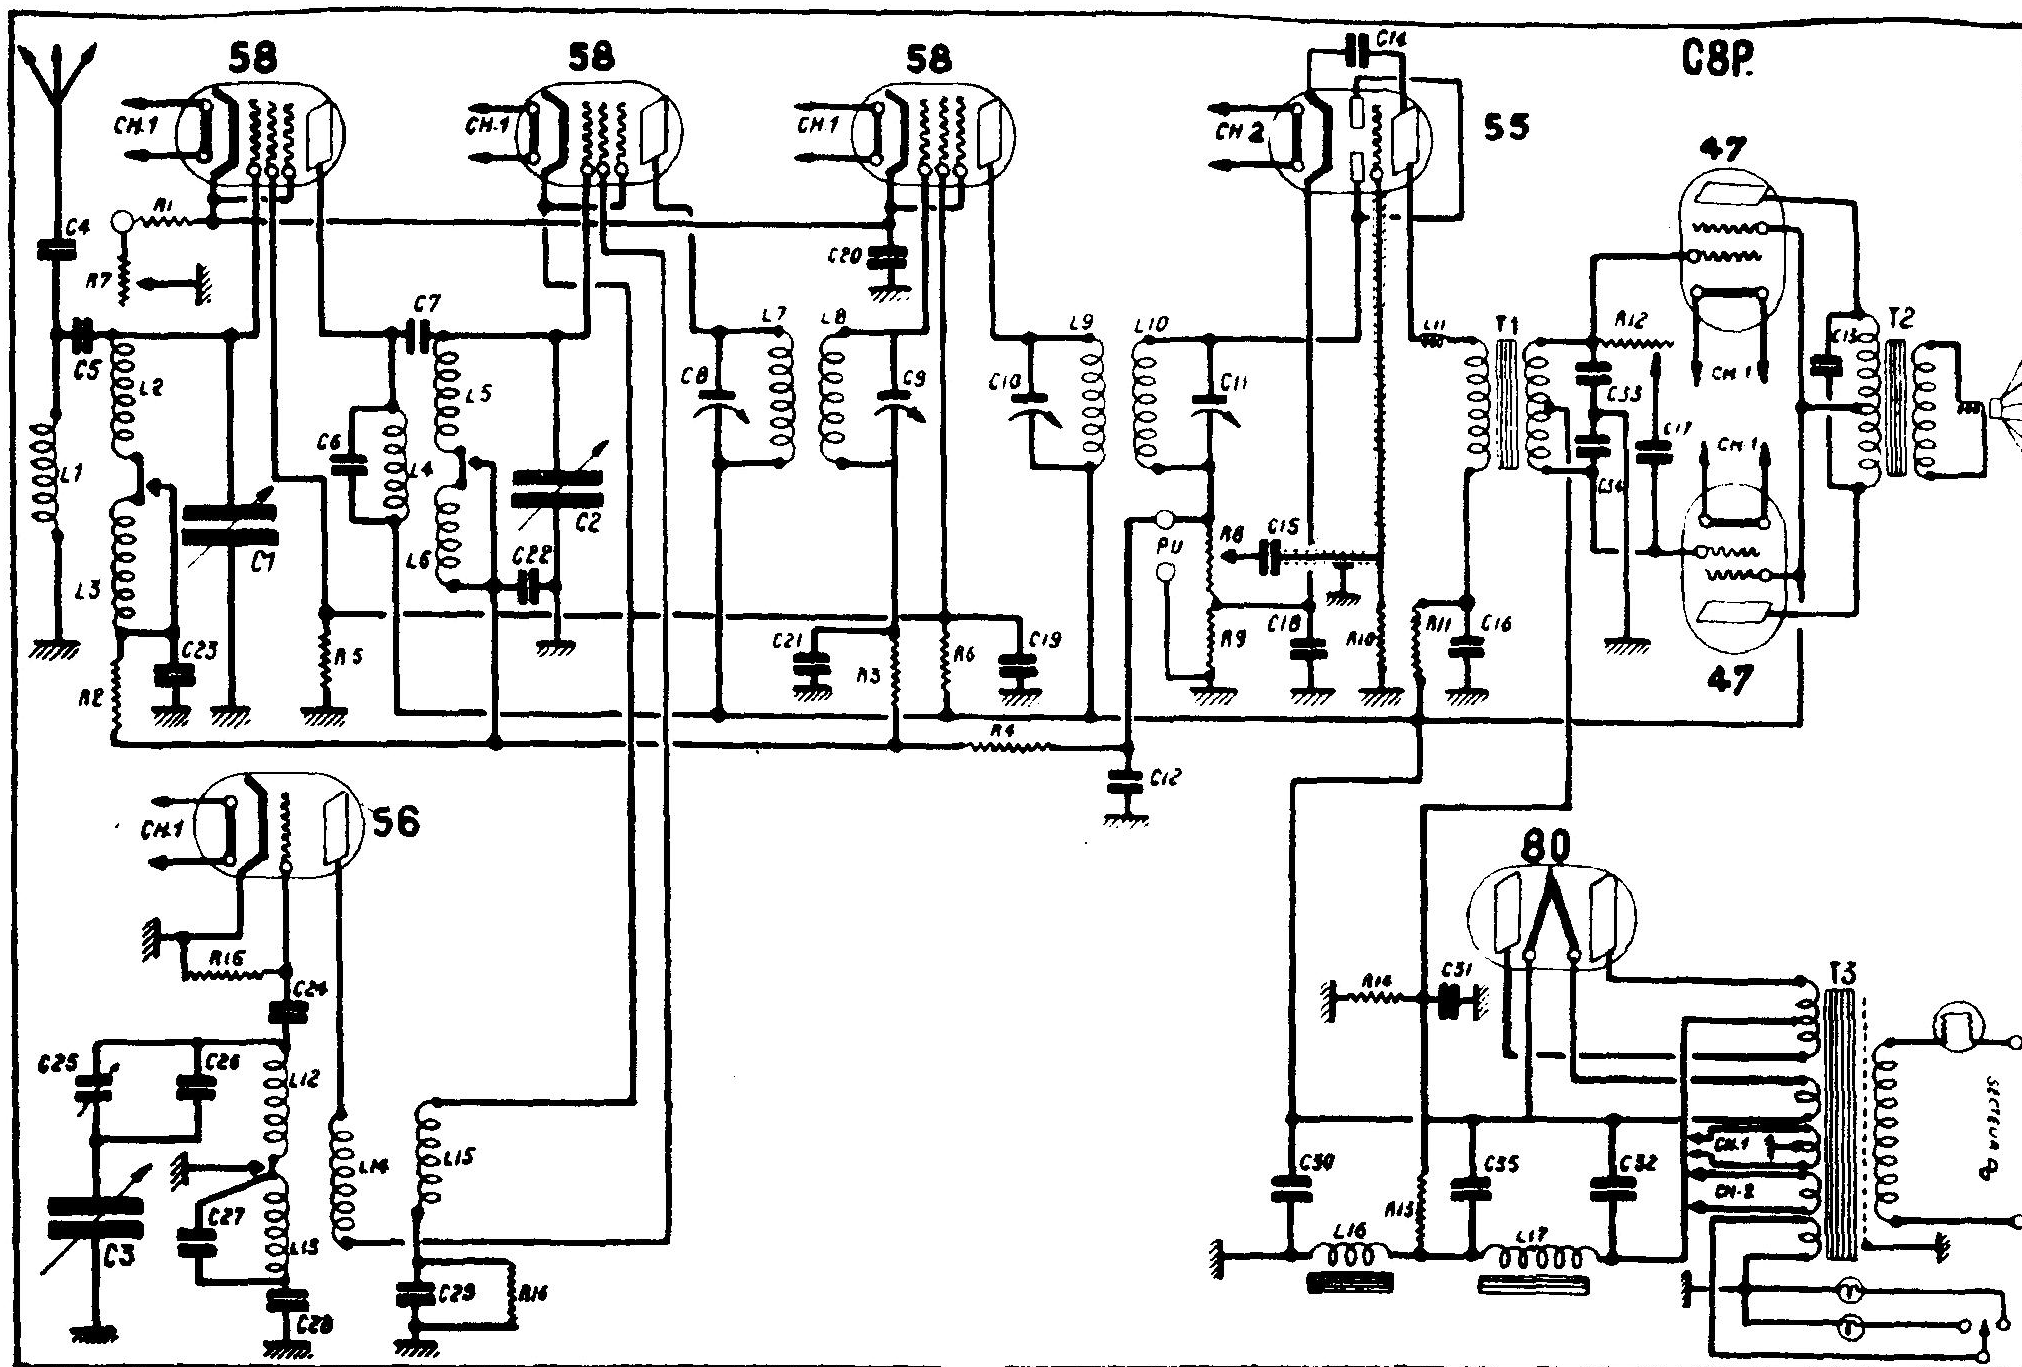 58
58
58
C14
C8P.
CH.1
CH.1
CH.1
CH 2
55
47
C4
R1
R7
C20
C7
L7
L8
L9
L10
L11
T1
R12
T2
C5
L2
C8
C9
C10
C11
CH 1
C13
L5
C33
C6
L4
C17
CH.1
L1
C34
C1
C2
R8
C15
PU
L6
C22
L3
C23
R5
C21
R3
R6
C19
R9
C18
R10
R11
C16
R2
47
R4
C12
56
CH.1
80
R16
C24
R14
C31
T3
C25
C26
L12
SECTEUR
CH.1
L14
L15
C30
C35
C32
CH-2
C27
R13
C3
L13
L16
L17
C29
R16
C28